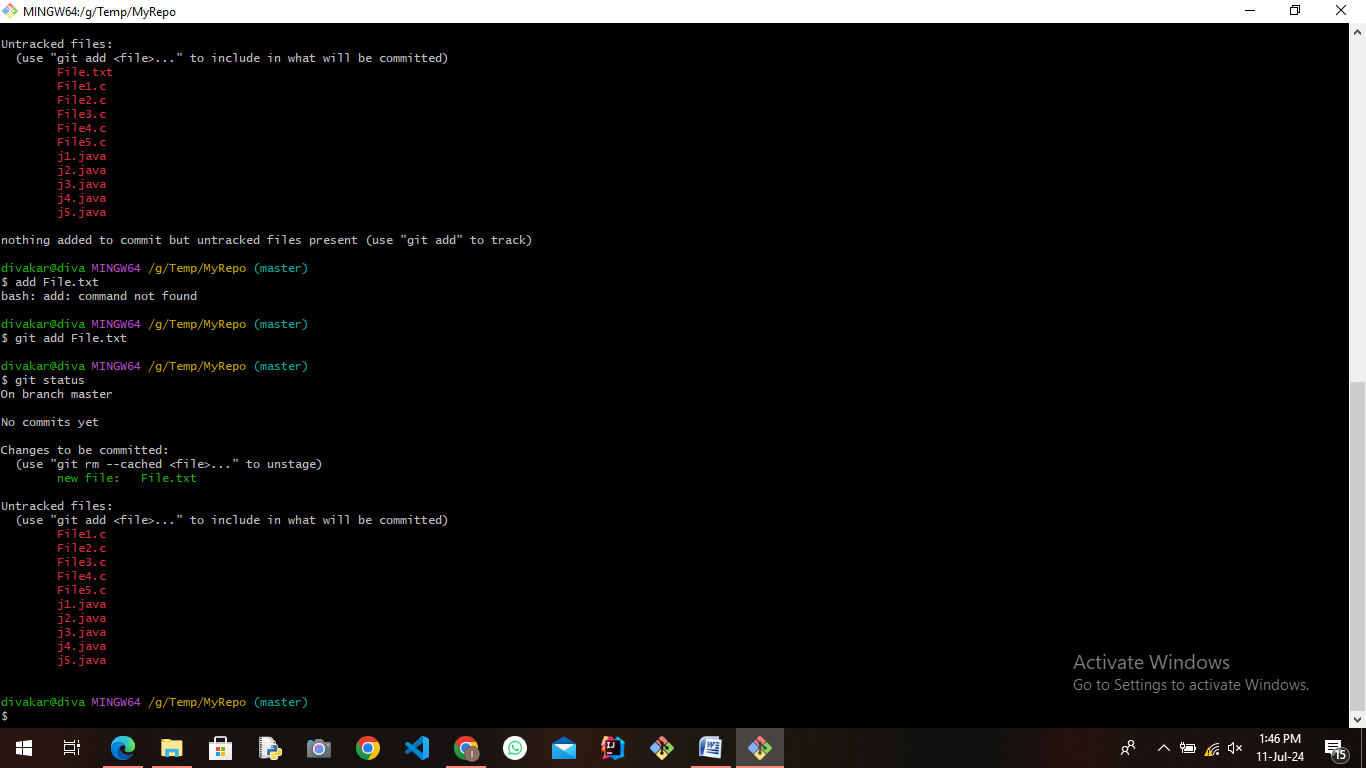 MINGW64:/g/Temp/MyRepo
Untracked files:
  (use "git add <file>..." to include in what will be committed)
        File.txt
        File1.c
        File2.c
        File3.c
        File4.c
        File5.c
        j1.java
        j2.java
        j3.java
        j4.java
        j5.java
nothing added to commit but untracked files present (use "git add" to track)
divakar@diva MINGW64 /g/Temp/MyRepo (master)
$ add File.txt
bash: add: command not found
divakar@diva MINGW64 /g/Temp/MyRepo (master)
$ git add File.txt
divakar@diva MINGW64 /g/Temp/MyRepo (master)
$ git status
On branch master
No commits yet
Changes to be committed:
  (use "git rm --cached <file>..." to unstage)
        new file:   File.txt
Untracked files:
  (use "git add <file>..." to include in what will be committed)
        File1.c
        File2.c
        File3.c
        File4.c
        File5.c
        j1.java
        j2.java
        j3.java
        j4.java
        j5.java
divakar@diva MINGW64 /g/Temp/MyRepo (master)
$
Activate Windows
Go to Settings to activate Windows.
1:46 PM
11-Jul-24
15